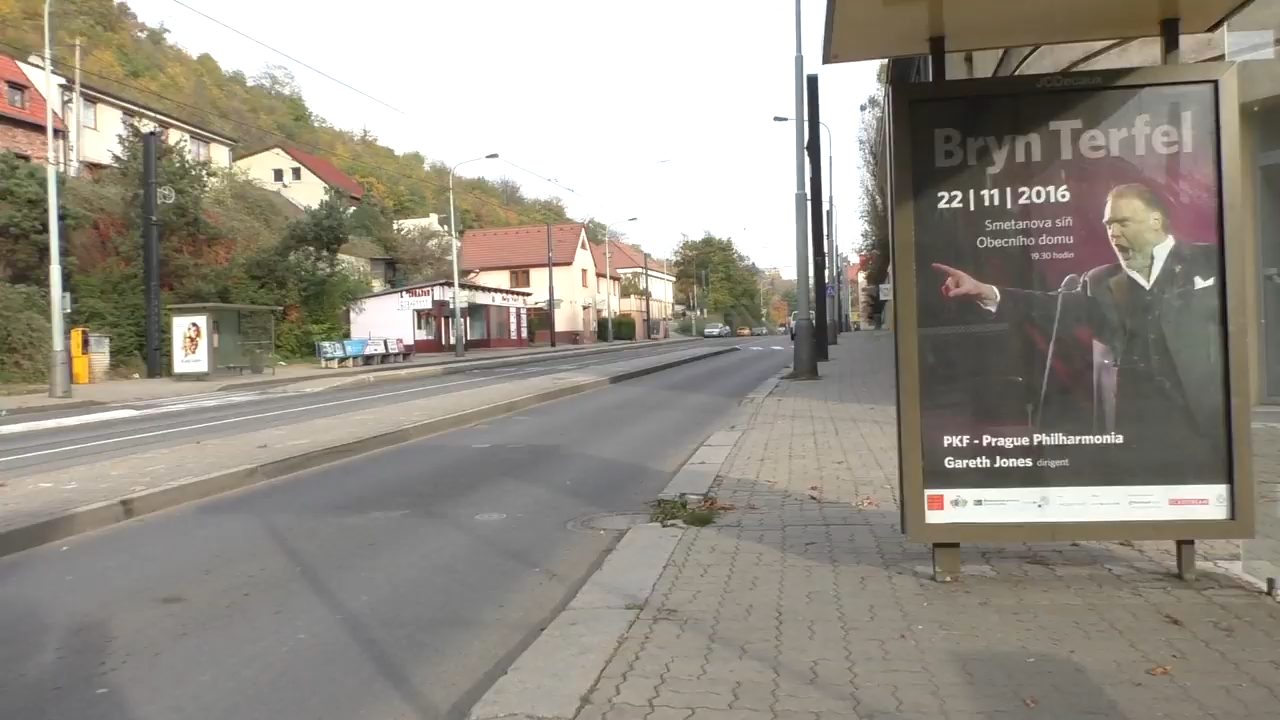 JCDecaux
Bryn Terfel
22 | 11 | 2016
Smetanova síň
Obecního domu
19.30 hodin
PKF - Prague Philharmonia
Gareth Jones dirigent